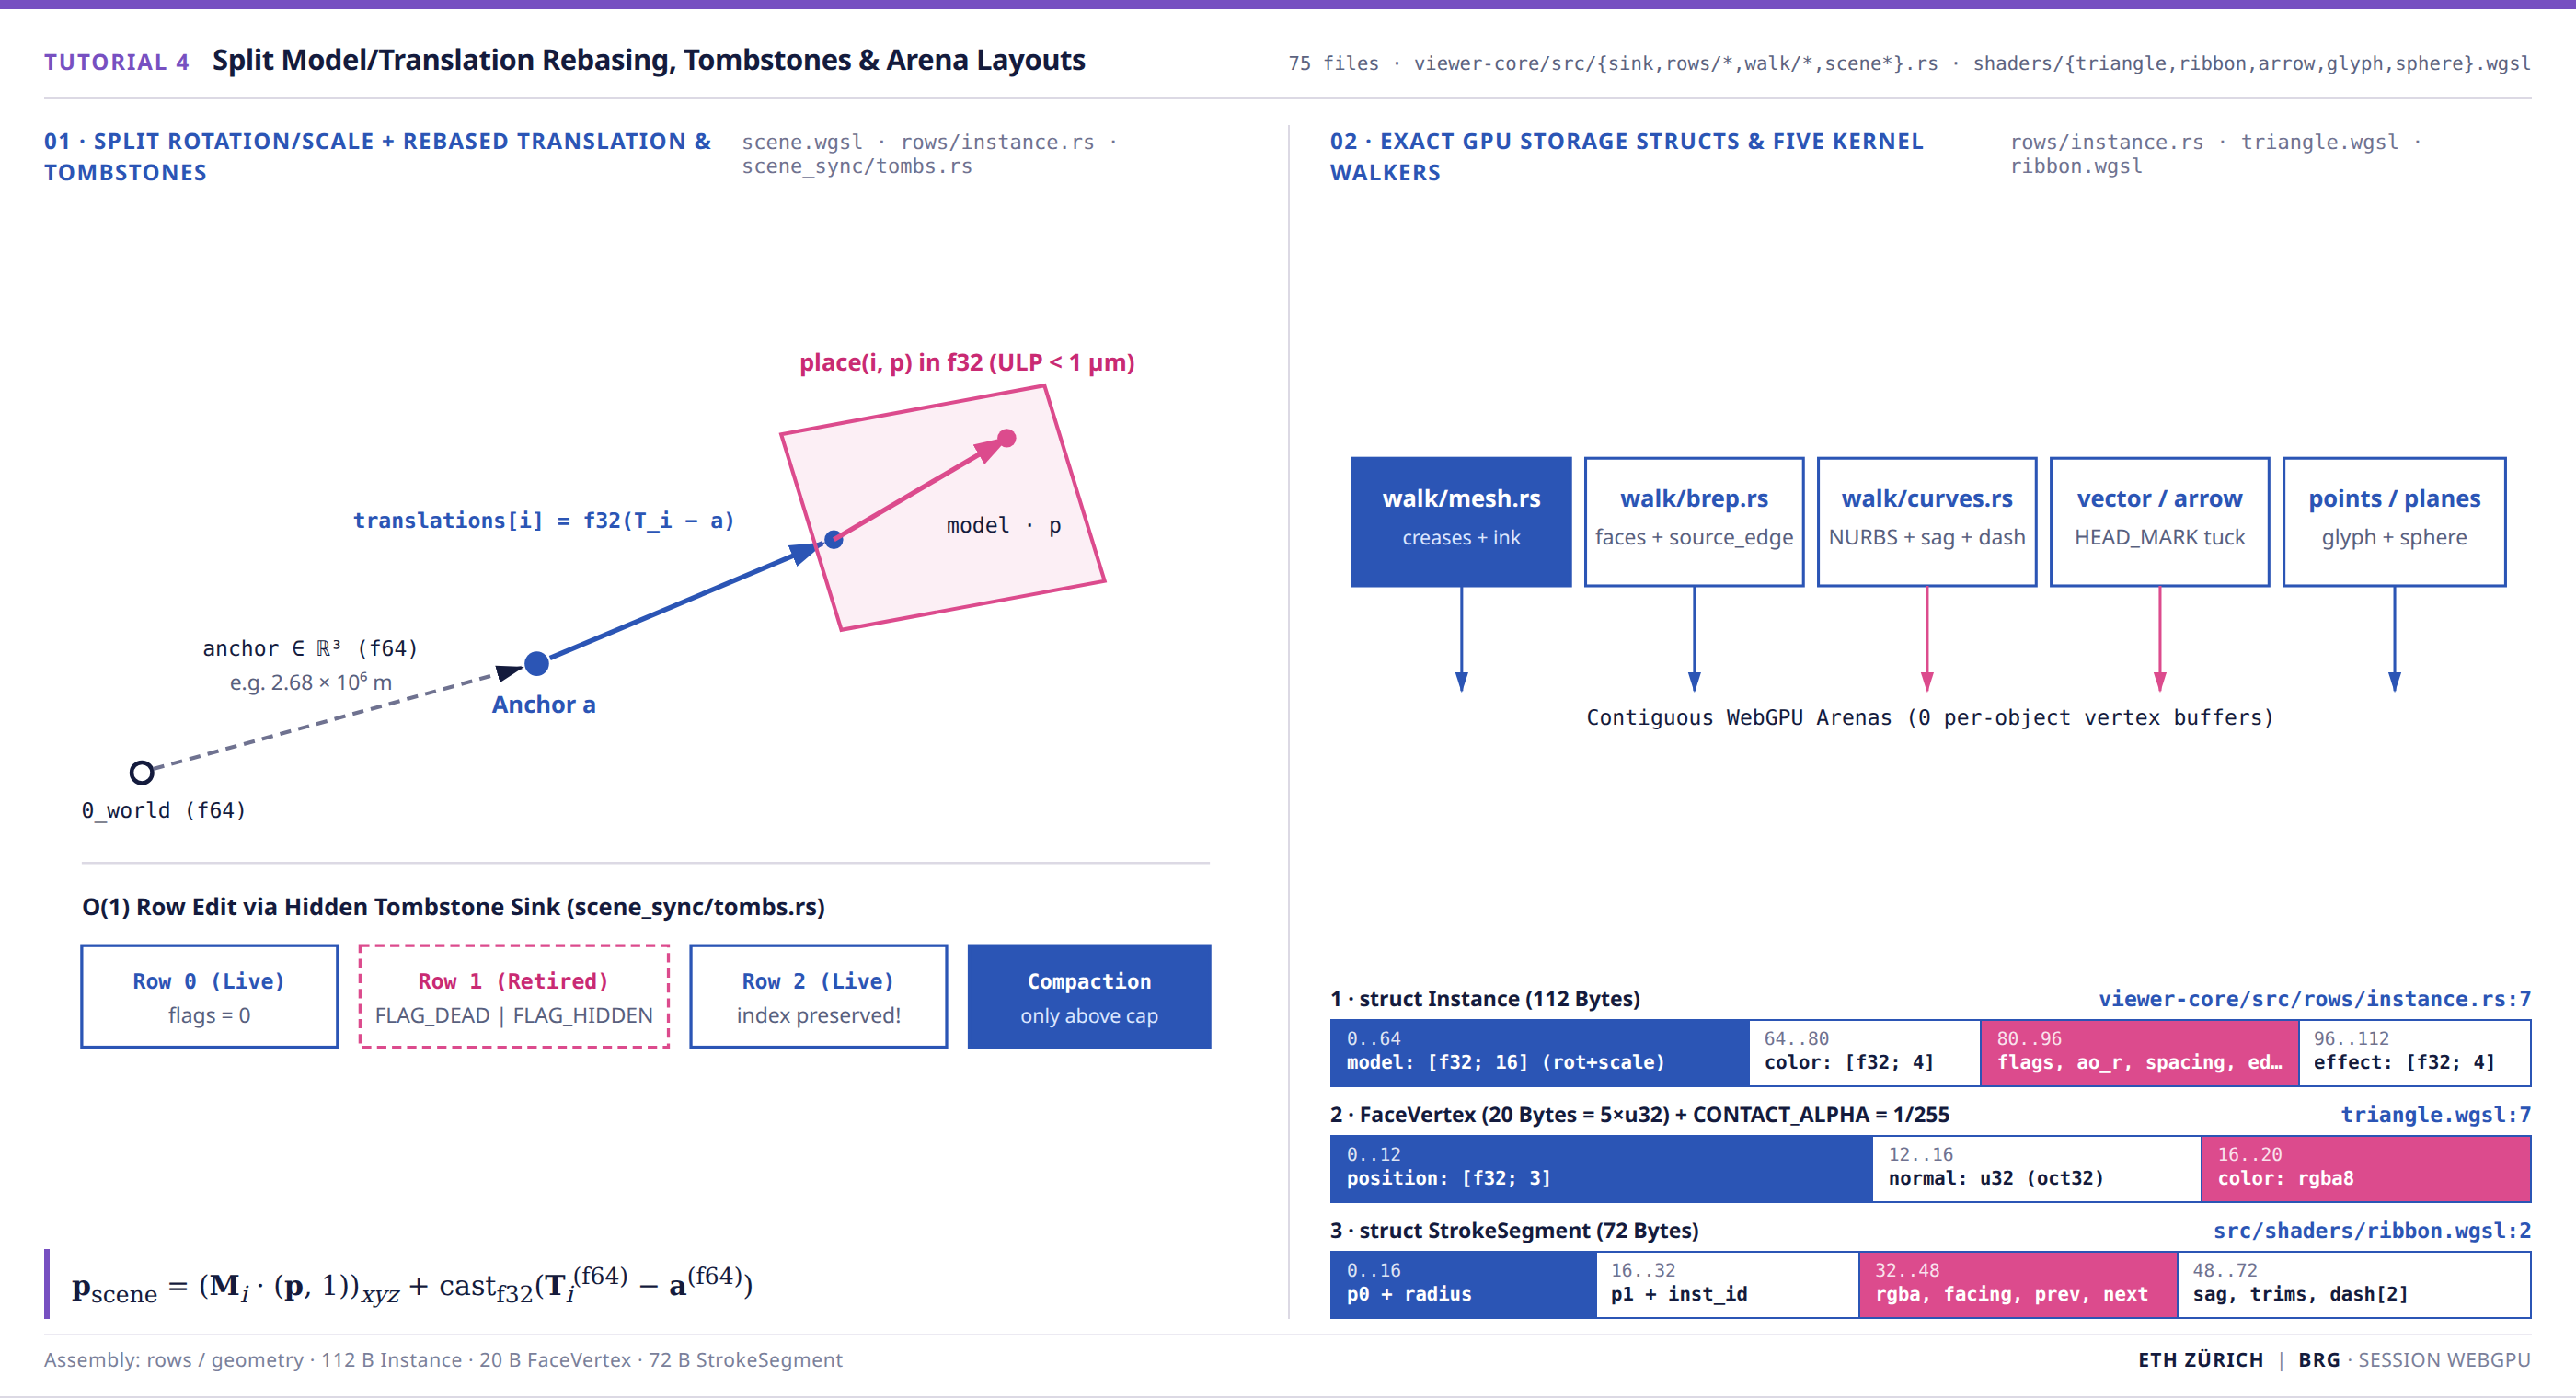 TUTORIAL 4 Split Model/Translation Rebasing, Tombstones & Arena Layouts
75 files · viewer-core/src/{sink,rows/*,walk/*,scene*}.rs · shaders/{triangle,ribbon,arrow,glyph,sphere}.wgsl
01 · SPLIT ROTATION/SCALE + REBASED TRANSLATION &
TOMBSTONES
scene.wgsl · rows/instance.rs ·
scene_sync/tombs.rs
place(i, p) in f32 (ULP < 1 μm)
translations[i] = f32(T_i − a)
model · p
anchor ∈ ℝ³ (f64)
e.g. 2.68 × 10⁶ m
Anchor a
0_world (f64)
O(1) Row Edit via Hidden Tombstone Sink (scene_sync/tombs.rs)
Row 0 (Live)
flags = 0
Row 1 (Retired)
FLAG_DEAD | FLAG_HIDDEN
Row 2 (Live)
index preserved!
Compaction
only above cap
p_scene = (M_i · (p, 1))_xyz + cast_f32(T_i^(f64) − a^(f64))
02 · EXACT GPU STORAGE STRUCTS & FIVE KERNEL
WALKERS
rows/instance.rs · triangle.wgsl ·
ribbon.wgsl
walk/mesh.rs
creases + ink
walk/brep.rs
faces + source_edge
walk/curves.rs
NURBS + sag + dash
vector / arrow
HEAD_MARK tuck
points / planes
glyph + sphere
Contiguous WebGPU Arenas (0 per-object vertex buffers)
1 · struct Instance (112 Bytes)
viewer-core/src/rows/instance.rs:7
0..64
model: [f32; 16] (rot+scale)
64..80
color: [f32; 4]
80..96
flags, ao_r, spacing, ed…
96..112
effect: [f32; 4]
2 · FaceVertex (20 Bytes = 5×u32) + CONTACT_ALPHA = 1/255
triangle.wgsl:7
0..12
position: [f32; 3]
12..16
normal: u32 (oct32)
16..20
color: rgba8
3 · struct StrokeSegment (72 Bytes)
src/shaders/ribbon.wgsl:2
0..16
p0 + radius
16..32
p1 + inst_id
32..48
rgba, facing, prev, next
48..72
sag, trims, dash[2]
Assembly: rows / geometry · 112 B Instance · 20 B FaceVertex · 72 B StrokeSegment
ETH ZÜRICH | BRG · SESSION WEBGPU